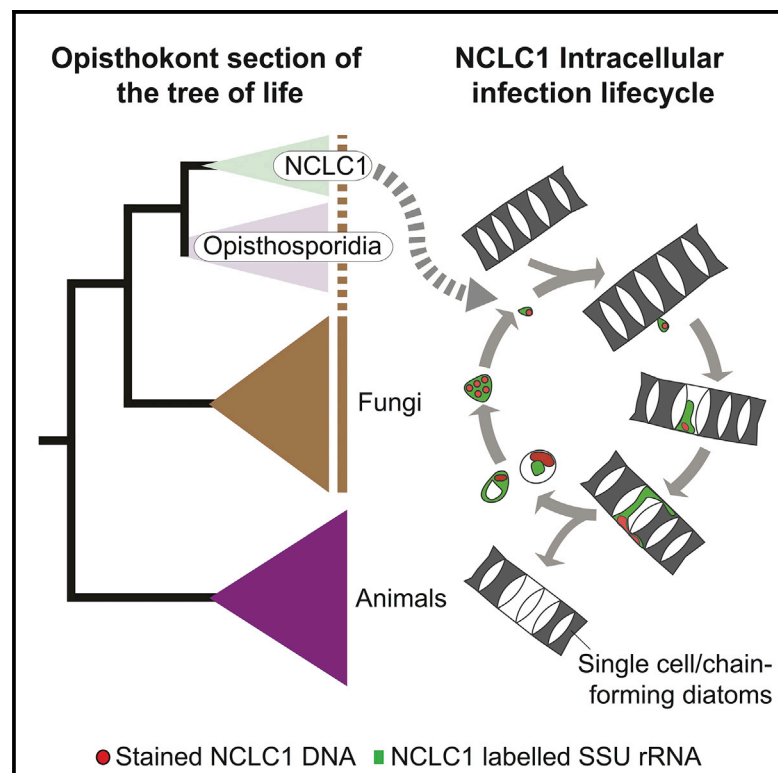 Opisthokont section of
the tree of life
NCLC1 Intracellular
infection lifecycle
NCLC1
Opisthosporidia
Fungi
Animals
Single cell/chain-
forming diatoms
Stained NCLC1 DNA
NCLC1 labelled SSU rRNA